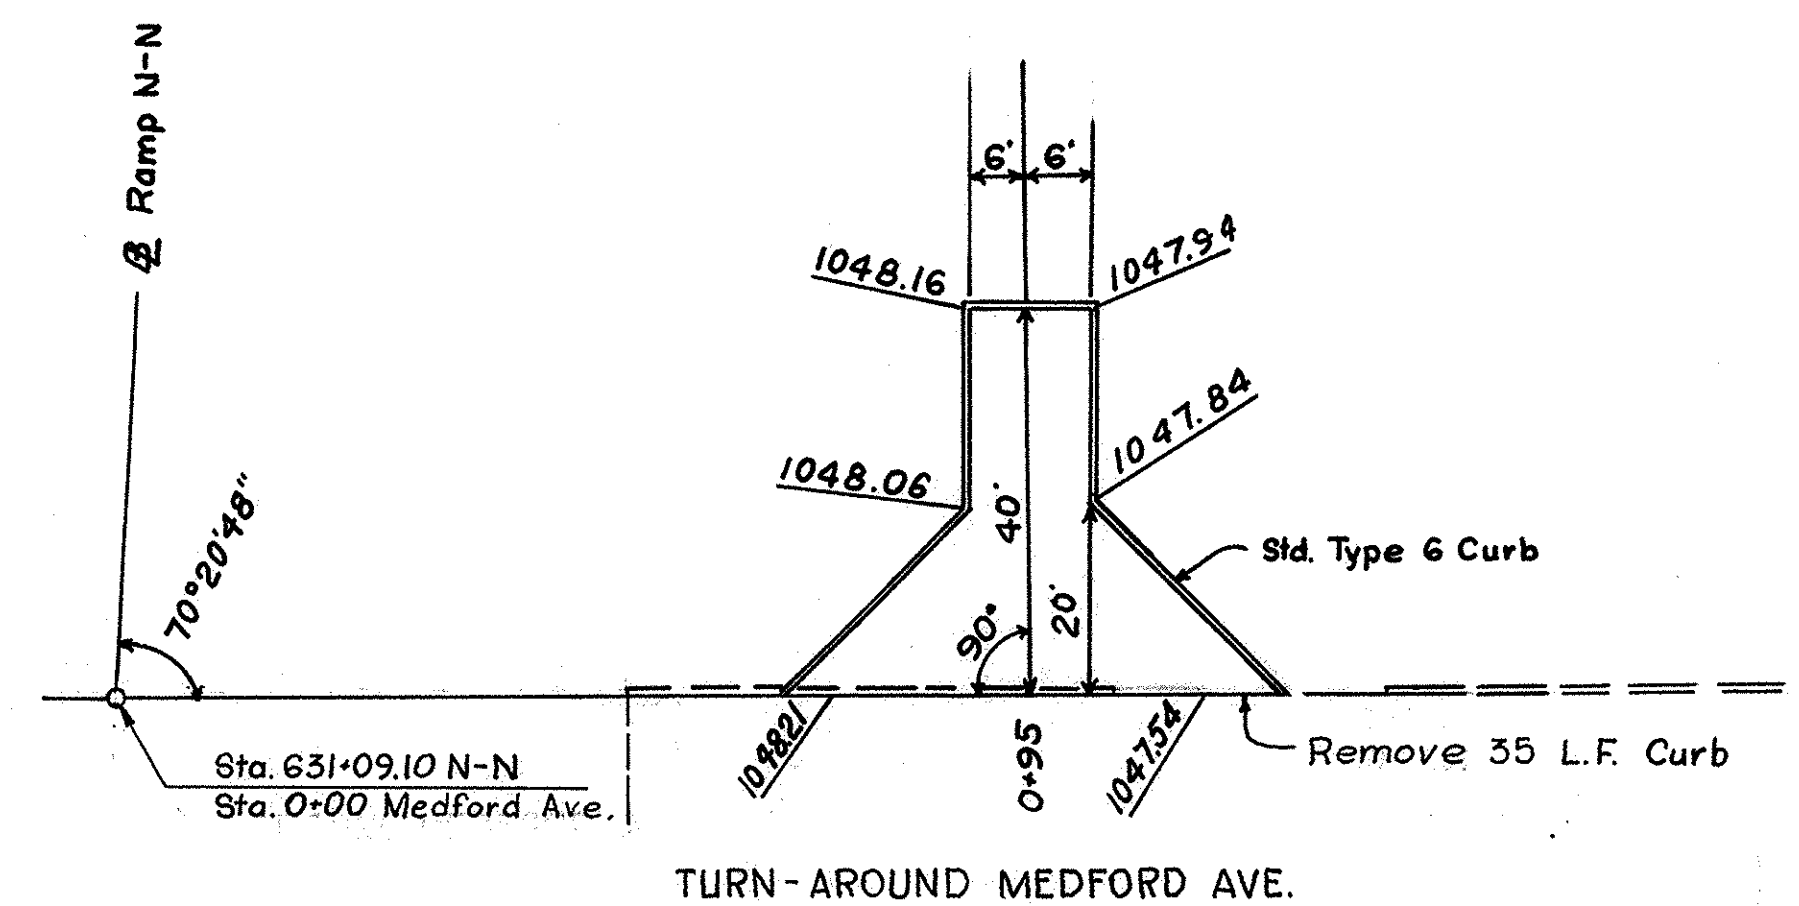 ℄ Ramp N-N
6' 6'
1048.16
1047.94
1047.84
1048.06
40'
20'
90°
70°20'48"
Std. Type 6 Curb
1048.21
0+95
1047.54
Remove 35 L.F. Curb
Sta. 631+09.10 N-N
Sta. 0+00 Medford Ave.
TURN-AROUND MEDFORD AVE.